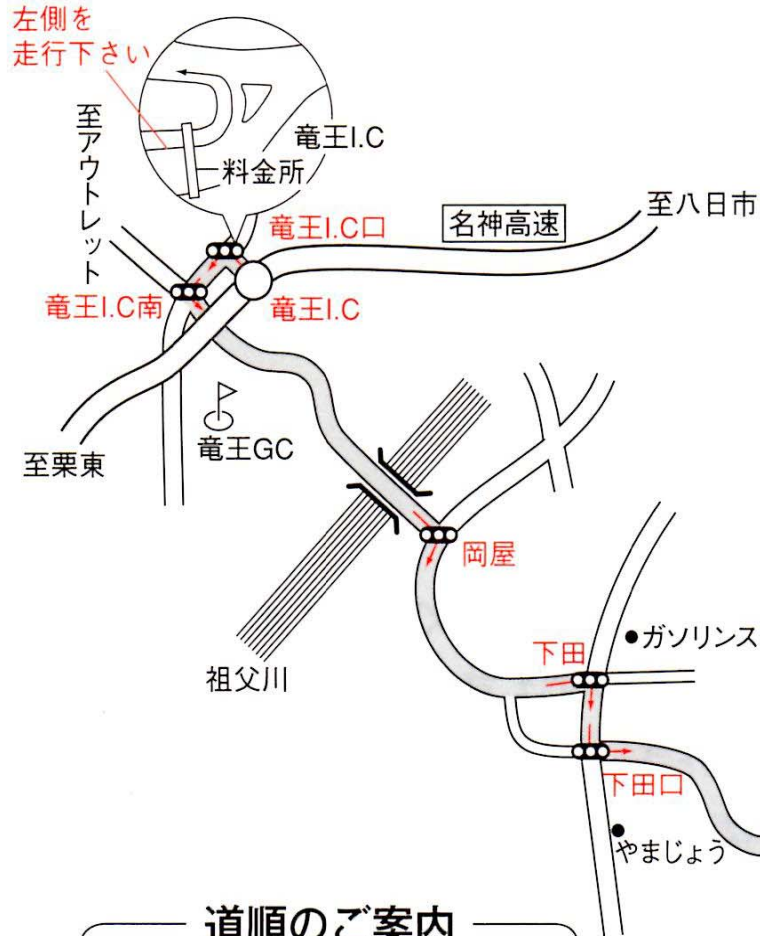 左側を
走行下さい
至アウトレット
竜王I.C
料金所
竜王I.C口
名神高速
至八日市
竜王I.C南
竜王I.C
竜王GC
至栗東
岡屋
祖父川
ガソリンス
下田
下田口
やまじょう
道順のご案内